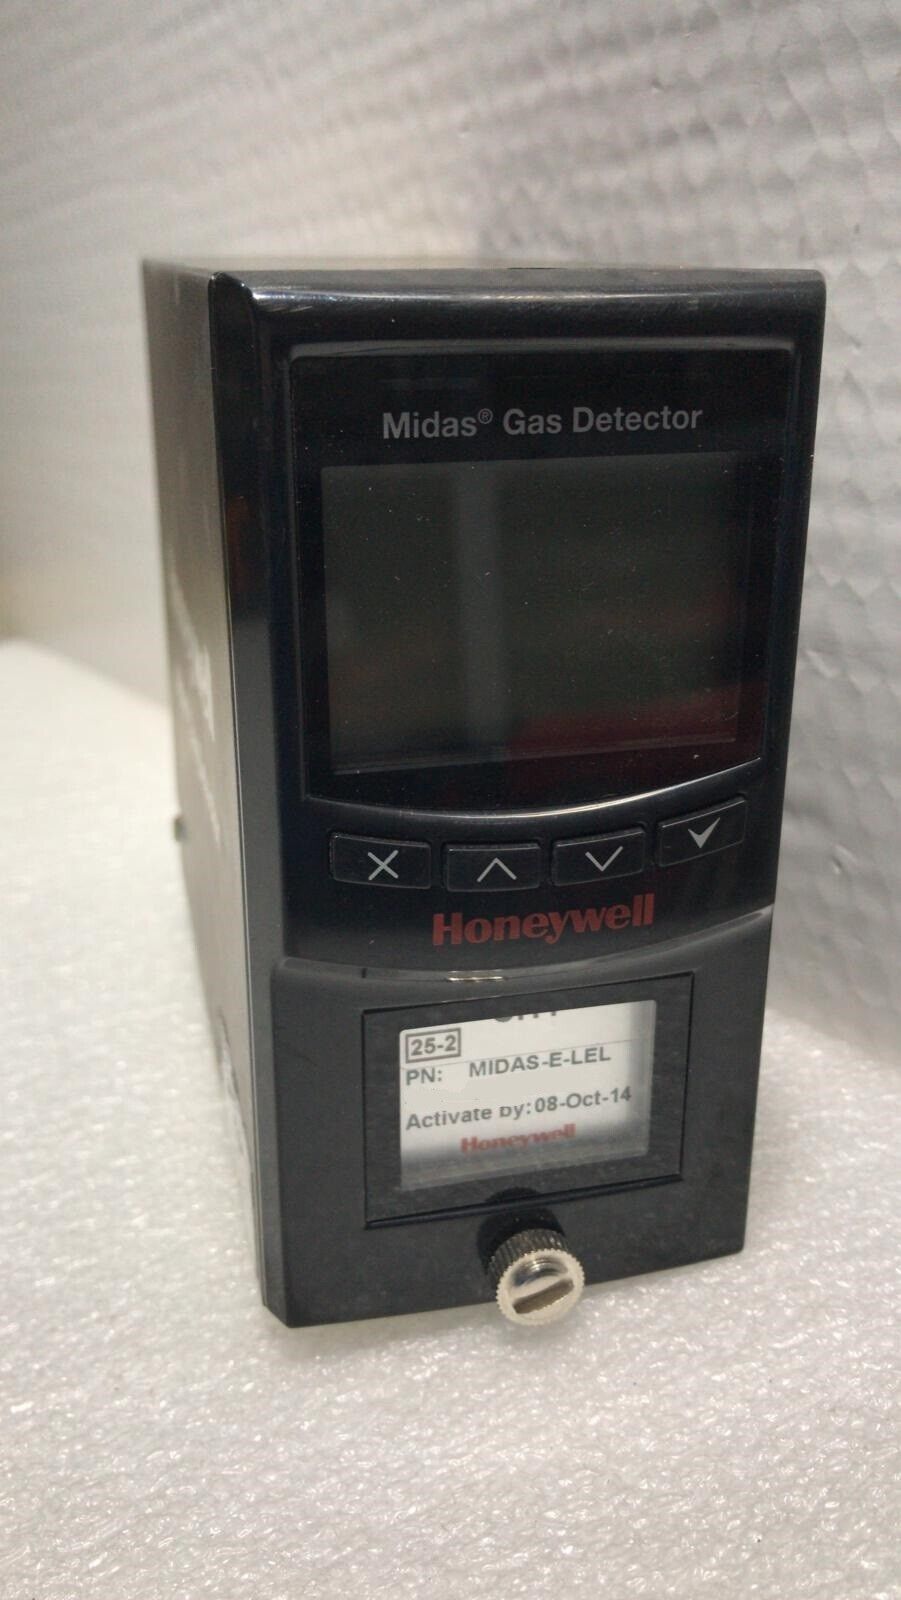 Midas® Gas Detector
Honeywell
25-2
PN: MIDAS-E-LEL
Activate by: 08-Oct-14
Honeywell